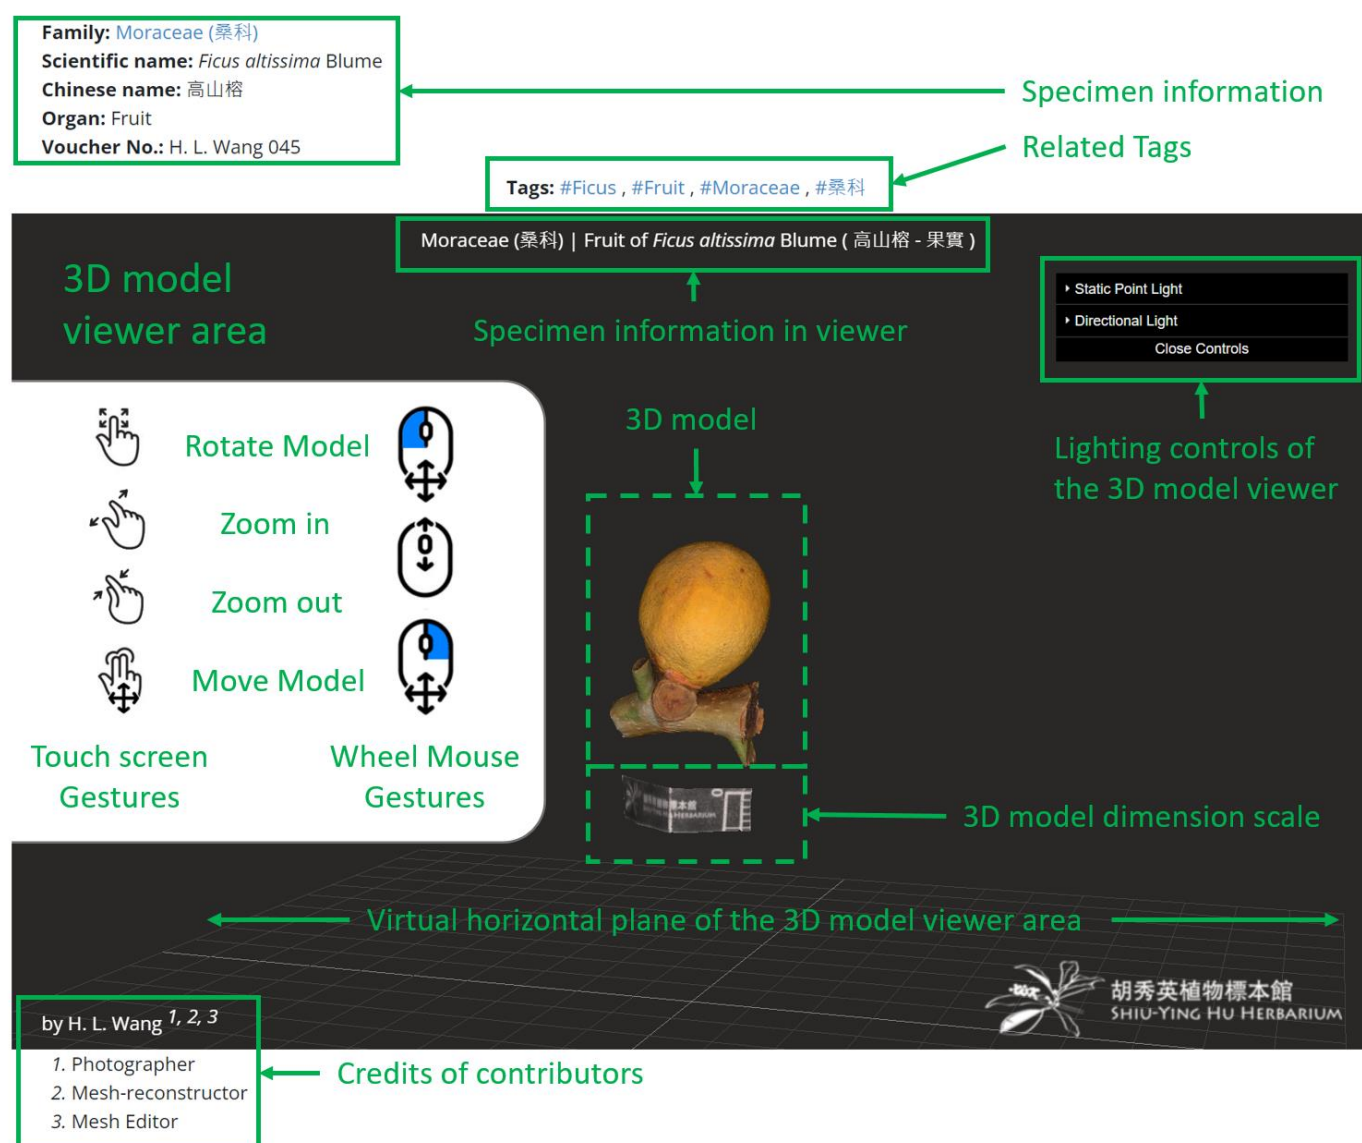 Family: Moraceae (桑科)
Scientific name: Ficus altissima Blume
Chinese name: 高山榕
Organ: Fruit
Voucher No.: H. L. Wang 045
Specimen information
Related Tags
Tags: #Ficus , #Fruit , #Moraceae , #桑科
Moraceae (桑科) | Fruit of Ficus altissima Blume ( 高山榕 - 果實 )
3D model
viewer area
Specimen information in viewer
Static Point Light
Directional Light
Close Controls
Lighting controls of
the 3D model viewer
3D model
Rotate Model
Zoom in
Zoom out
Move Model
Touch screen
Gestures
Wheel Mouse
Gestures
3D model dimension scale
0
Virtual horizontal plane of the 3D model viewer area
胡秀英植物標本館
SHIU-YING HU HERBARIUM
by H. L. Wang 1, 2, 3
1. Photographer
2. Mesh-reconstructor
3. Mesh Editor
Credits of contributors